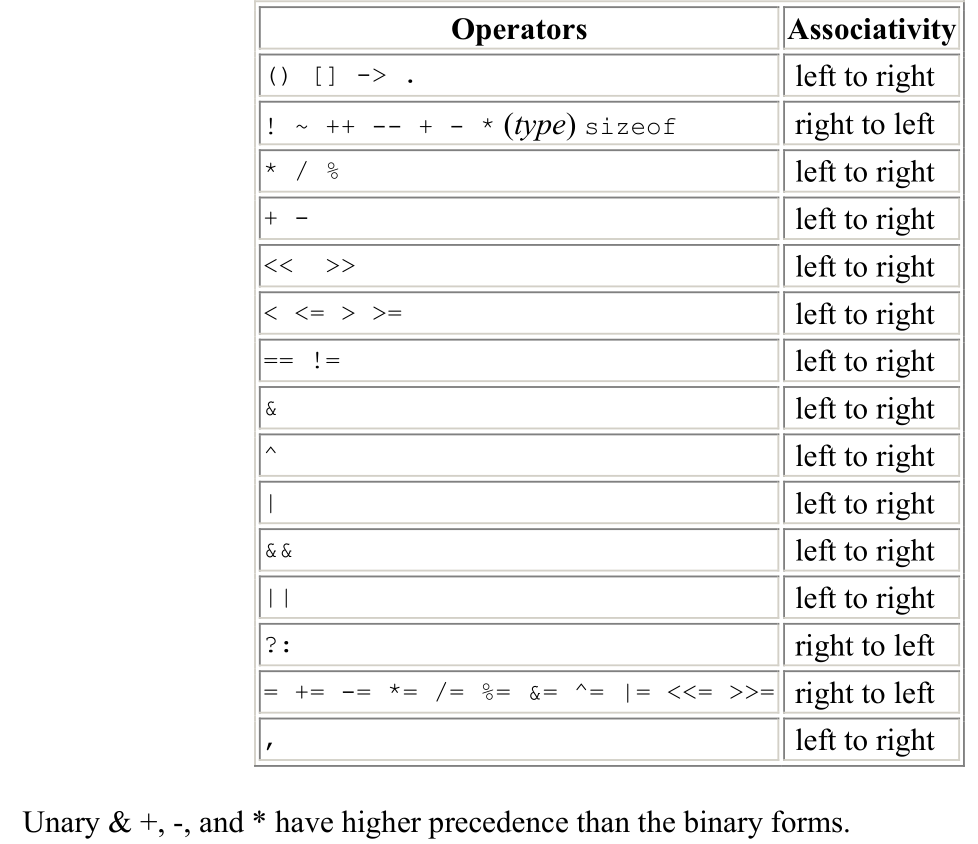 Operators Associativity
() [] -> . left to right
! ~ ++ -- + - * (type) sizeof right to left
* / % left to right
+ - left to right
<< >> left to right
< <= > >= left to right
== != left to right
& left to right
^ left to right
| left to right
&& left to right
|| left to right
?: right to left
= += -= *= /= %= &= ^= |= <<= >>= right to left
, left to right
Unary & +, -, and * have higher precedence than the binary forms.